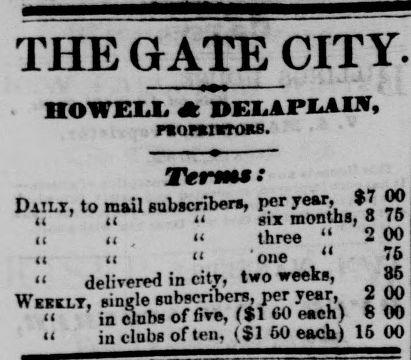 THE GATE CITY.
HOWELL & DELAPLAIN,
PROPRIETORS.
Terms:
DAILY, to mail subscribers, per year, $7 00
" " " six months, 8 75
" " " three " 2 00
" " " one " 75
" delivered in city, two weeks, 35
WEEKLY, single subscribers, per year, 2 00
" in clubs of five, ($1 60 each) 8 00
" in clubs of ten, ($1 50 each) 15 00